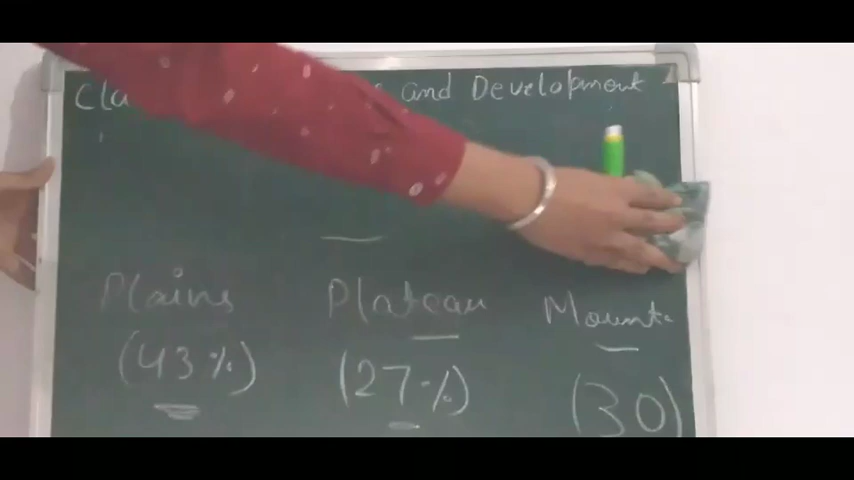 Cla and Development
Plains Plateau Mounta
(43%) (27%) (30)